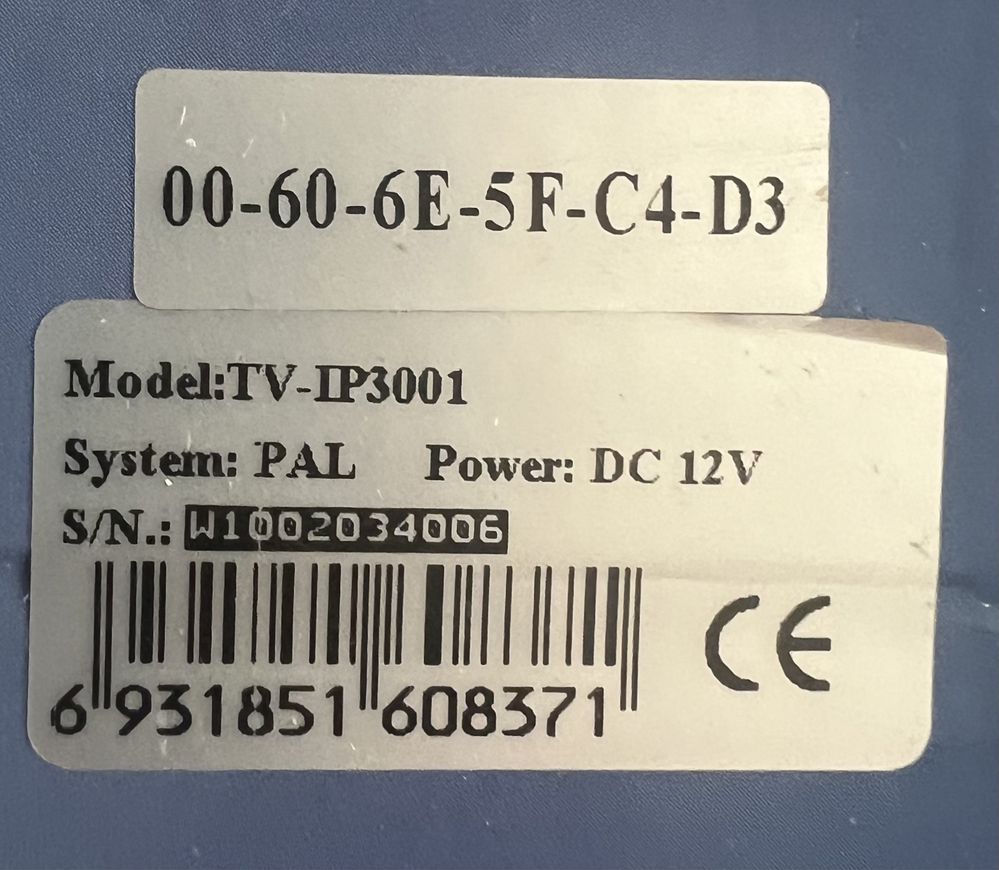 00-60-6E-5F-C4-D3
Model:TV-IP3001
System: PAL Power: DC 12V
S/N.: W1002034006
CE
6 931851 608371